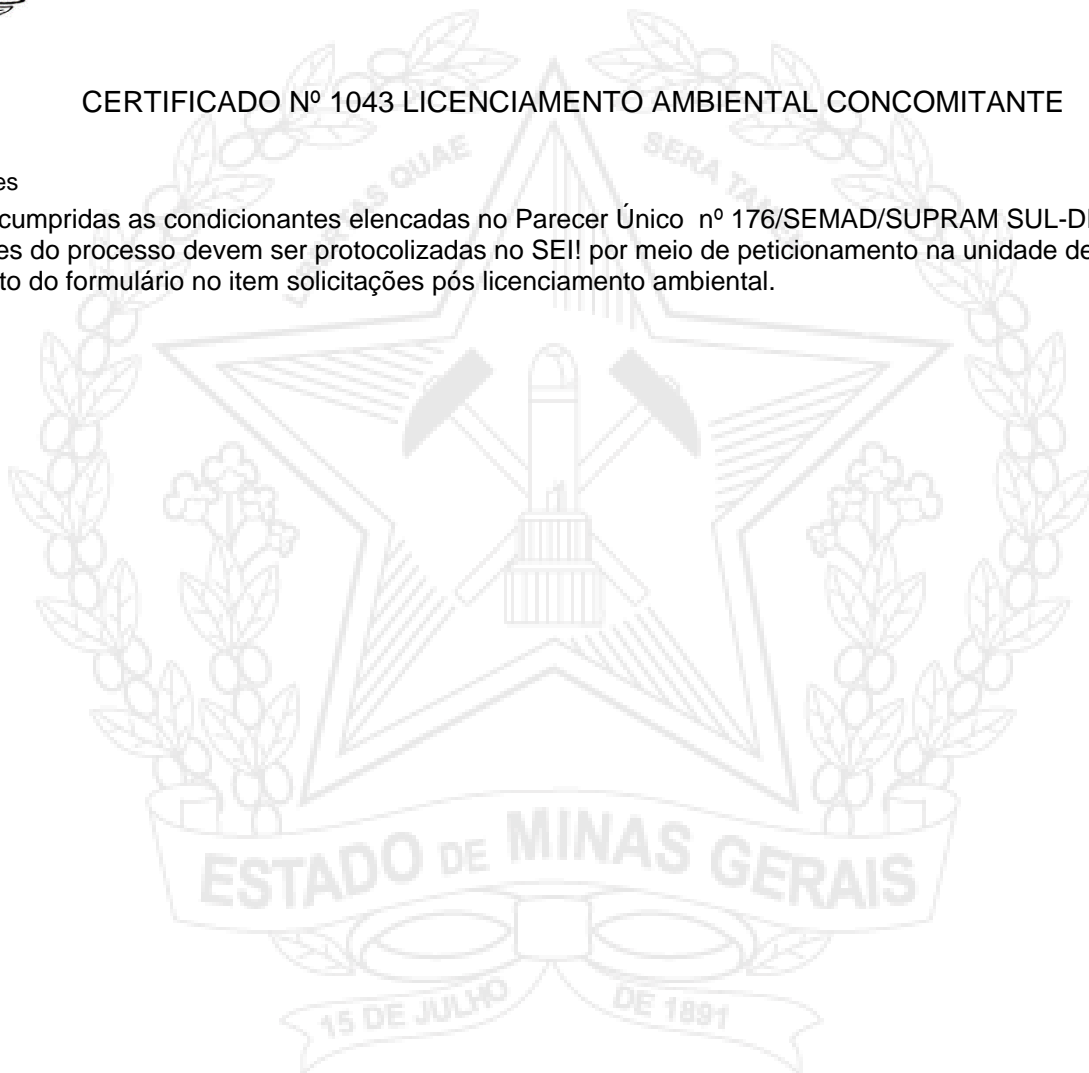 CERTIFICADO Nº 1043 LICENCIAMENTO AMBIENTAL CONCOMITANTE
es
cumpridas as condicionantes elencadas no Parecer Único nº 176/SEMAD/SUPRAM SUL-D
es do processo devem ser protocolizadas no SEI! por meio de peticionamento na unidade de
to do formulário no item solicitações pós licenciamento ambiental.
QUAE
SERA
ESTADO DE MINAS GERAIS
15 DE JULHO
DE 1891